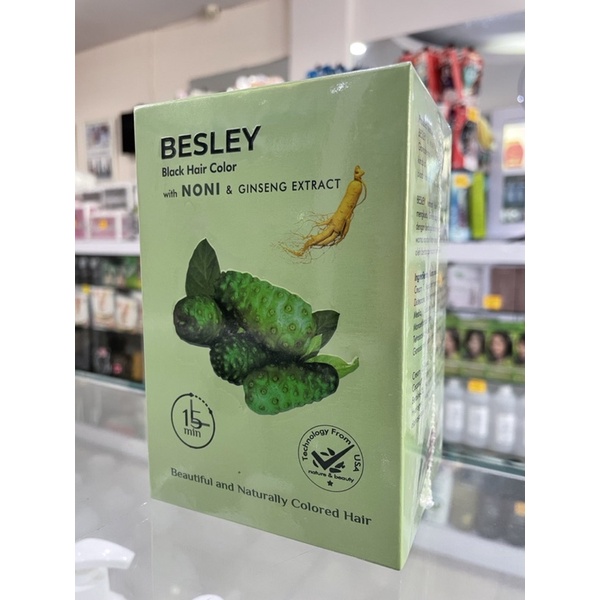 BESLEY
Black Hair Color
with NONI & GINSENG EXTRACT
15
min
Technology From USA
nature & beauty
Beautiful and Naturally Colored Hair
BESLEY